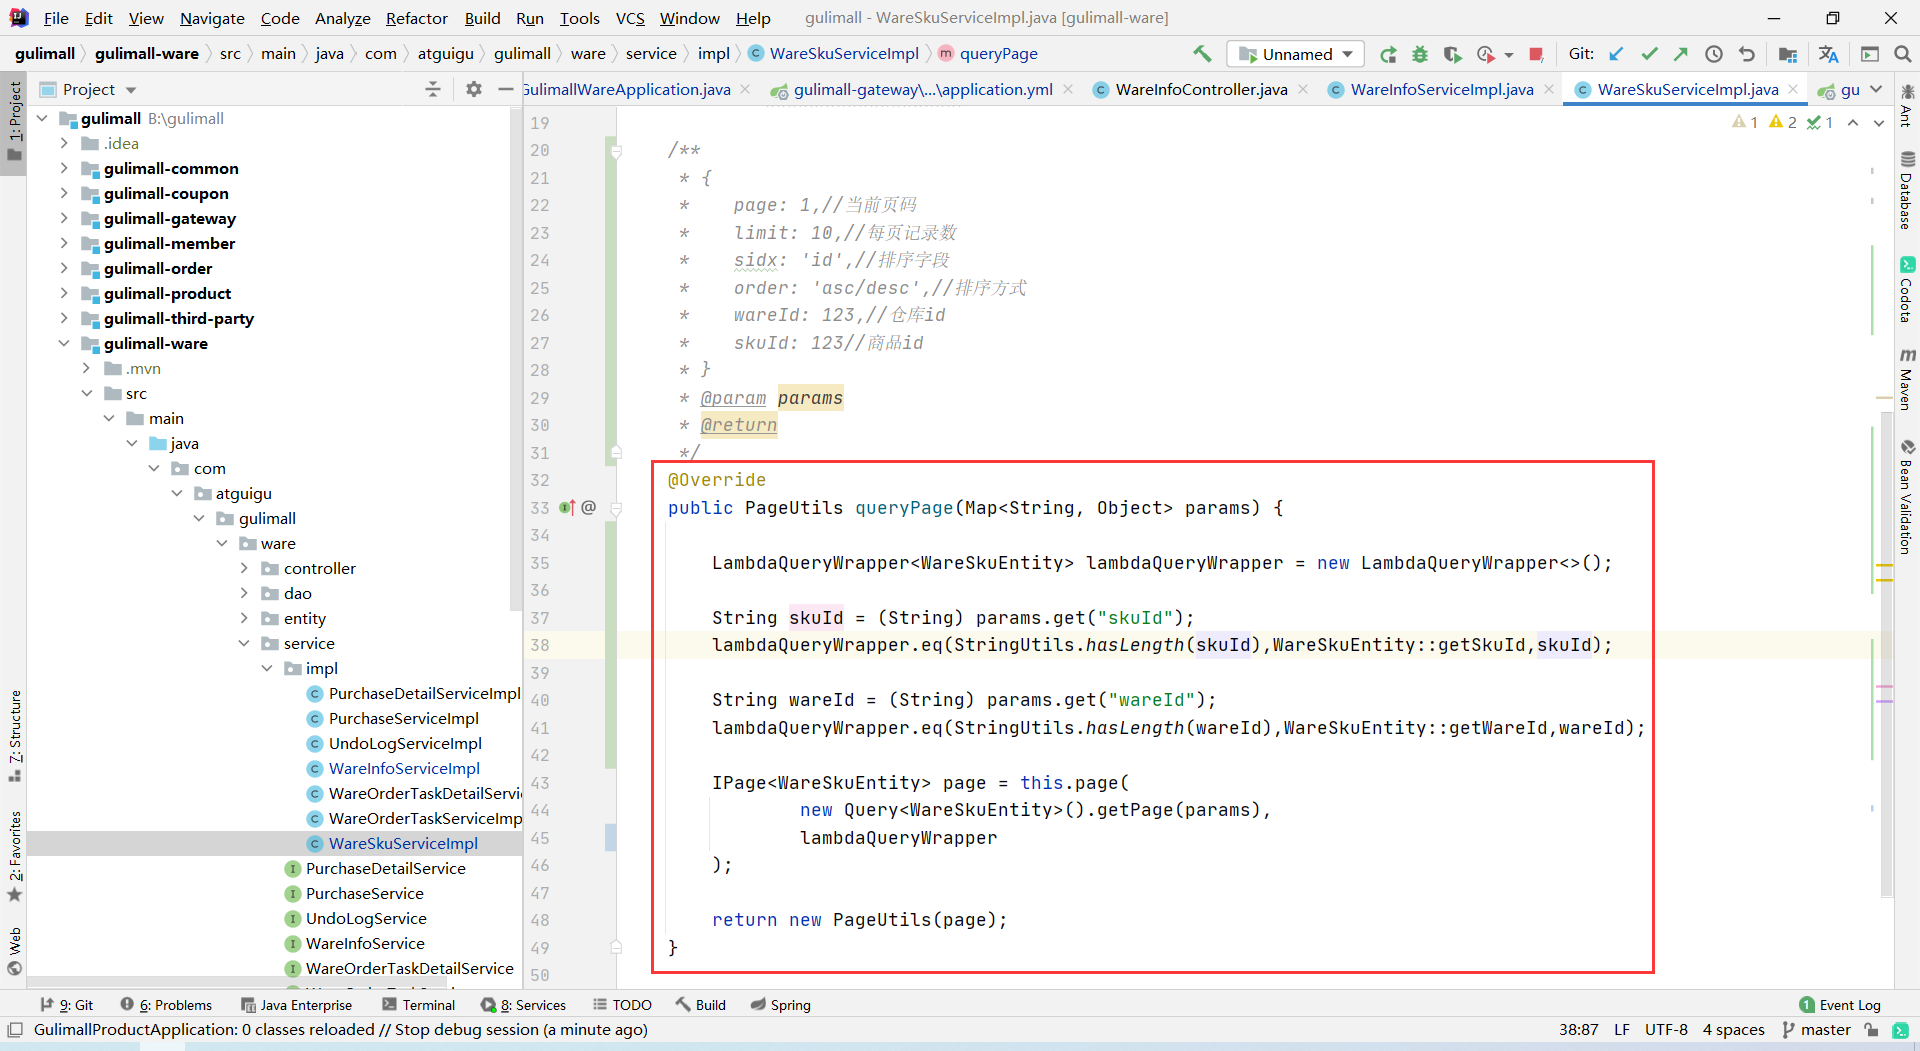 File Edit View Navigate Code Analyze Refactor Build Run Tools VCS Window Help gulimall - WareSkuServiceImpl.java [gulimall-ware]
gulimall gulimall-ware src main java com atguigu gulimall ware service impl WareSkuServiceImpl queryPage Unnamed Git:
Project
GulimallWareApplication.java gulimall-gateway\...\application.yml WareInfoController.java WareInfoServiceImpl.java WareSkuServiceImpl.java gu
1: Project
7: Structure
2: Favorites
Web
gulimall B:\gulimall
.idea
gulimall-common
gulimall-coupon
gulimall-gateway
gulimall-member
gulimall-order
gulimall-product
gulimall-third-party
gulimall-ware
.mvn
src
main
java
com
atguigu
gulimall
ware
controller
dao
entity
service
impl
PurchaseDetailServiceImpl
PurchaseServiceImpl
UndoLogServiceImpl
WareInfoServiceImpl
WareOrderTaskDetailServi
WareOrderTaskServiceImp
WareSkuServiceImpl
PurchaseDetailService
PurchaseService
UndoLogService
WareInfoService
WareOrderTaskDetailService
1 2 1
19
20 /**
21 * {
22 * page: 1,//当前页码
23 * limit: 10,//每页记录数
24 * sidx: 'id',//排序字段
25 * order: 'asc/desc',//排序方式
26 * wareId: 123,//仓库id
27 * skuId: 123//商品id
28 * }
29 * @param params
30 * @return
31 */
32 @Override
33 @ public PageUtils queryPage(Map<String, Object> params) {
34
35 LambdaQueryWrapper<WareSkuEntity> lambdaQueryWrapper = new LambdaQueryWrapper<>();
36
37 String skuId = (String) params.get("skuId");
38 lambdaQueryWrapper.eq(StringUtils.hasLength(skuId),WareSkuEntity::getSkuId,skuId);
39
40 String wareId = (String) params.get("wareId");
41 lambdaQueryWrapper.eq(StringUtils.hasLength(wareId),WareSkuEntity::getWareId,wareId);
42
43 IPage<WareSkuEntity> page = this.page(
44 new Query<WareSkuEntity>().getPage(params),
45 lambdaQueryWrapper
46 );
47
48 return new PageUtils(page);
49 }
50
Ant
Database
Codota
Maven
Bean Validation
9: Git 6: Problems Java Enterprise Terminal 8: Services TODO Build Spring 1 Event Log
GulimallProductApplication: 0 classes reloaded // Stop debug session (a minute ago) 38:87 LF UTF-8 4 spaces master